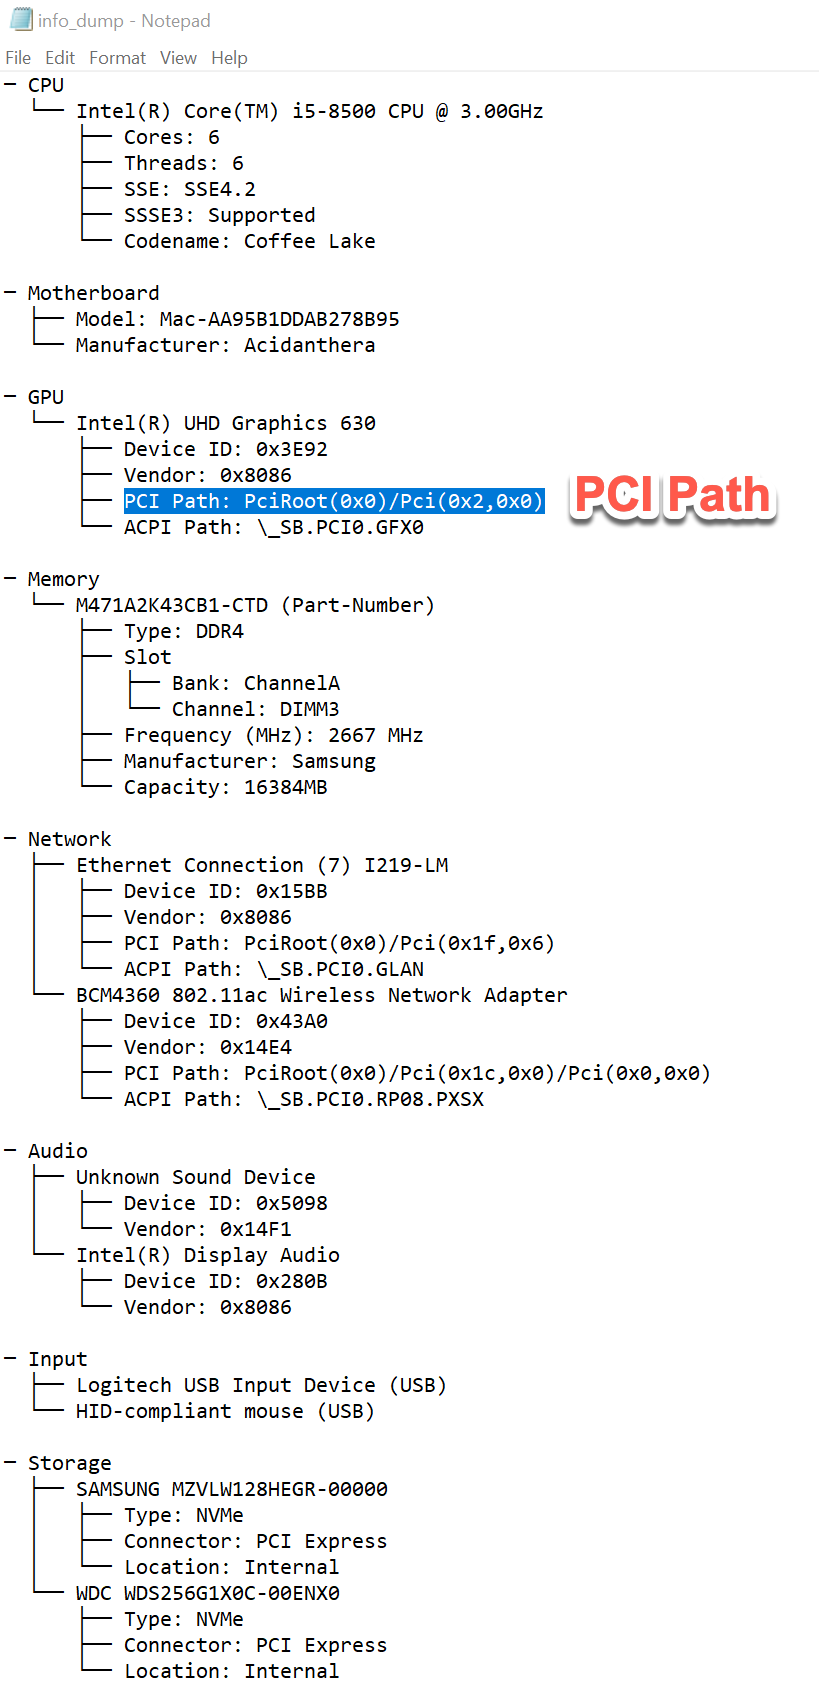 info_dump - Notepad
File Edit Format View Help
─ CPU
└── Intel(R) Core(TM) i5-8500 CPU @ 3.00GHz
├── Cores: 6
├── Threads: 6
├── SSE: SSE4.2
├── SSSE3: Supported
└── Codename: Coffee Lake
─ Motherboard
├── Model: Mac-AA95B1DDAB278B95
└── Manufacturer: Acidanthera
─ GPU
└── Intel(R) UHD Graphics 630
├── Device ID: 0x3E92
├── Vendor: 0x8086
├── PCI Path: PciRoot(0x0)/Pci(0x2,0x0)
PCI Path
└── ACPI Path: \_SB.PCI0.GFX0
─ Memory
└── M471A2K43CB1-CTD (Part-Number)
├── Type: DDR4
├── Slot
│   ├── Bank: ChannelA
│   └── Channel: DIMM3
├── Frequency (MHz): 2667 MHz
├── Manufacturer: Samsung
└── Capacity: 16384MB
─ Network
├── Ethernet Connection (7) I219-LM
│   ├── Device ID: 0x15BB
│   ├── Vendor: 0x8086
│   ├── PCI Path: PciRoot(0x0)/Pci(0x1f,0x6)
│   └── ACPI Path: \_SB.PCI0.GLAN
└── BCM4360 802.11ac Wireless Network Adapter
├── Device ID: 0x43A0
├── Vendor: 0x14E4
├── PCI Path: PciRoot(0x0)/Pci(0x1c,0x0)/Pci(0x0,0x0)
└── ACPI Path: \_SB.PCI0.RP08.PXSX
─ Audio
├── Unknown Sound Device
│   ├── Device ID: 0x5098
│   └── Vendor: 0x14F1
└── Intel(R) Display Audio
├── Device ID: 0x280B
└── Vendor: 0x8086
─ Input
├── Logitech USB Input Device (USB)
└── HID-compliant mouse (USB)
─ Storage
├── SAMSUNG MZVLW128HEGR-00000
│   ├── Type: NVMe
│   ├── Connector: PCI Express
│   └── Location: Internal
└── WDC WDS256G1X0C-00ENX0
├── Type: NVMe
├── Connector: PCI Express
└── Location: Internal